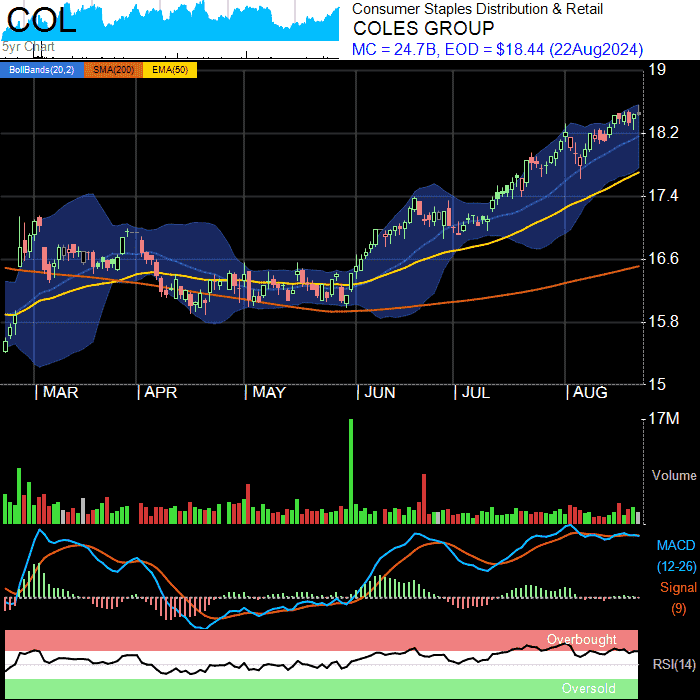 COL
5yr Chart
Consumer Staples Distribution & Retail
COLES GROUP
MC = 24.7B, EOD = $18.44 (22Aug2024)
BollBands(20,2) SMA(200) EMA(50)
19
18.2
17.4
16.6
15.8
15
MAR APR MAY JUN JUL AUG
17M
Volume
MACD
(12-26)
Signal
(9)
Overbought
RSI(14)
Oversold